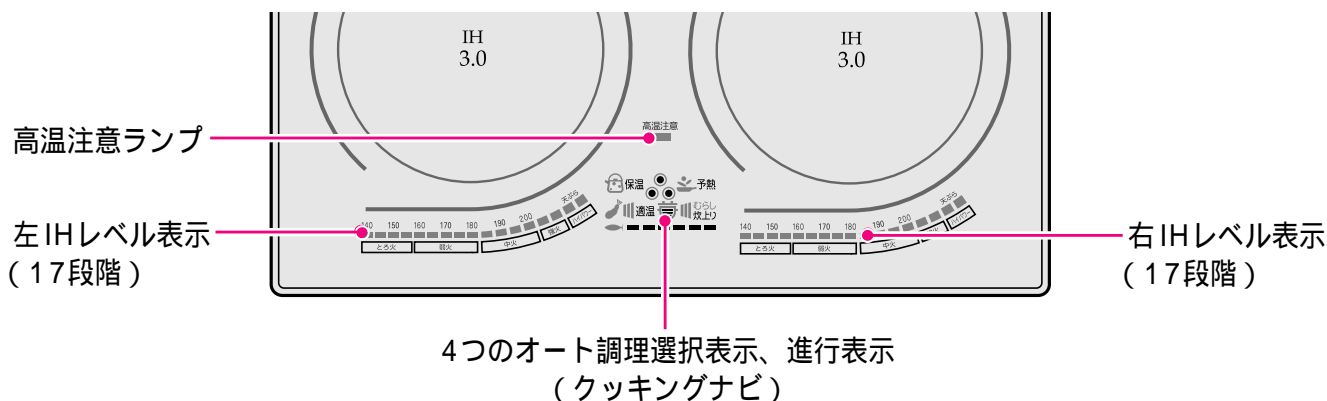 IH
3.0
IH
3.0
高温注意
高温注意ランプ
保温
予熱
適温
むらし
炊上り
左IHレベル表示
(17段階)
140 150 160 170 180 190 200 天ぷら
とろ火 弱火 中火 強火 ハイパワー
140 150 160 170 180 190 200 天ぷら
とろ火 弱火 中火
右IHレベル表示
(17段階)
4つのオート調理選択表示、進行表示
(クッキングナビ)